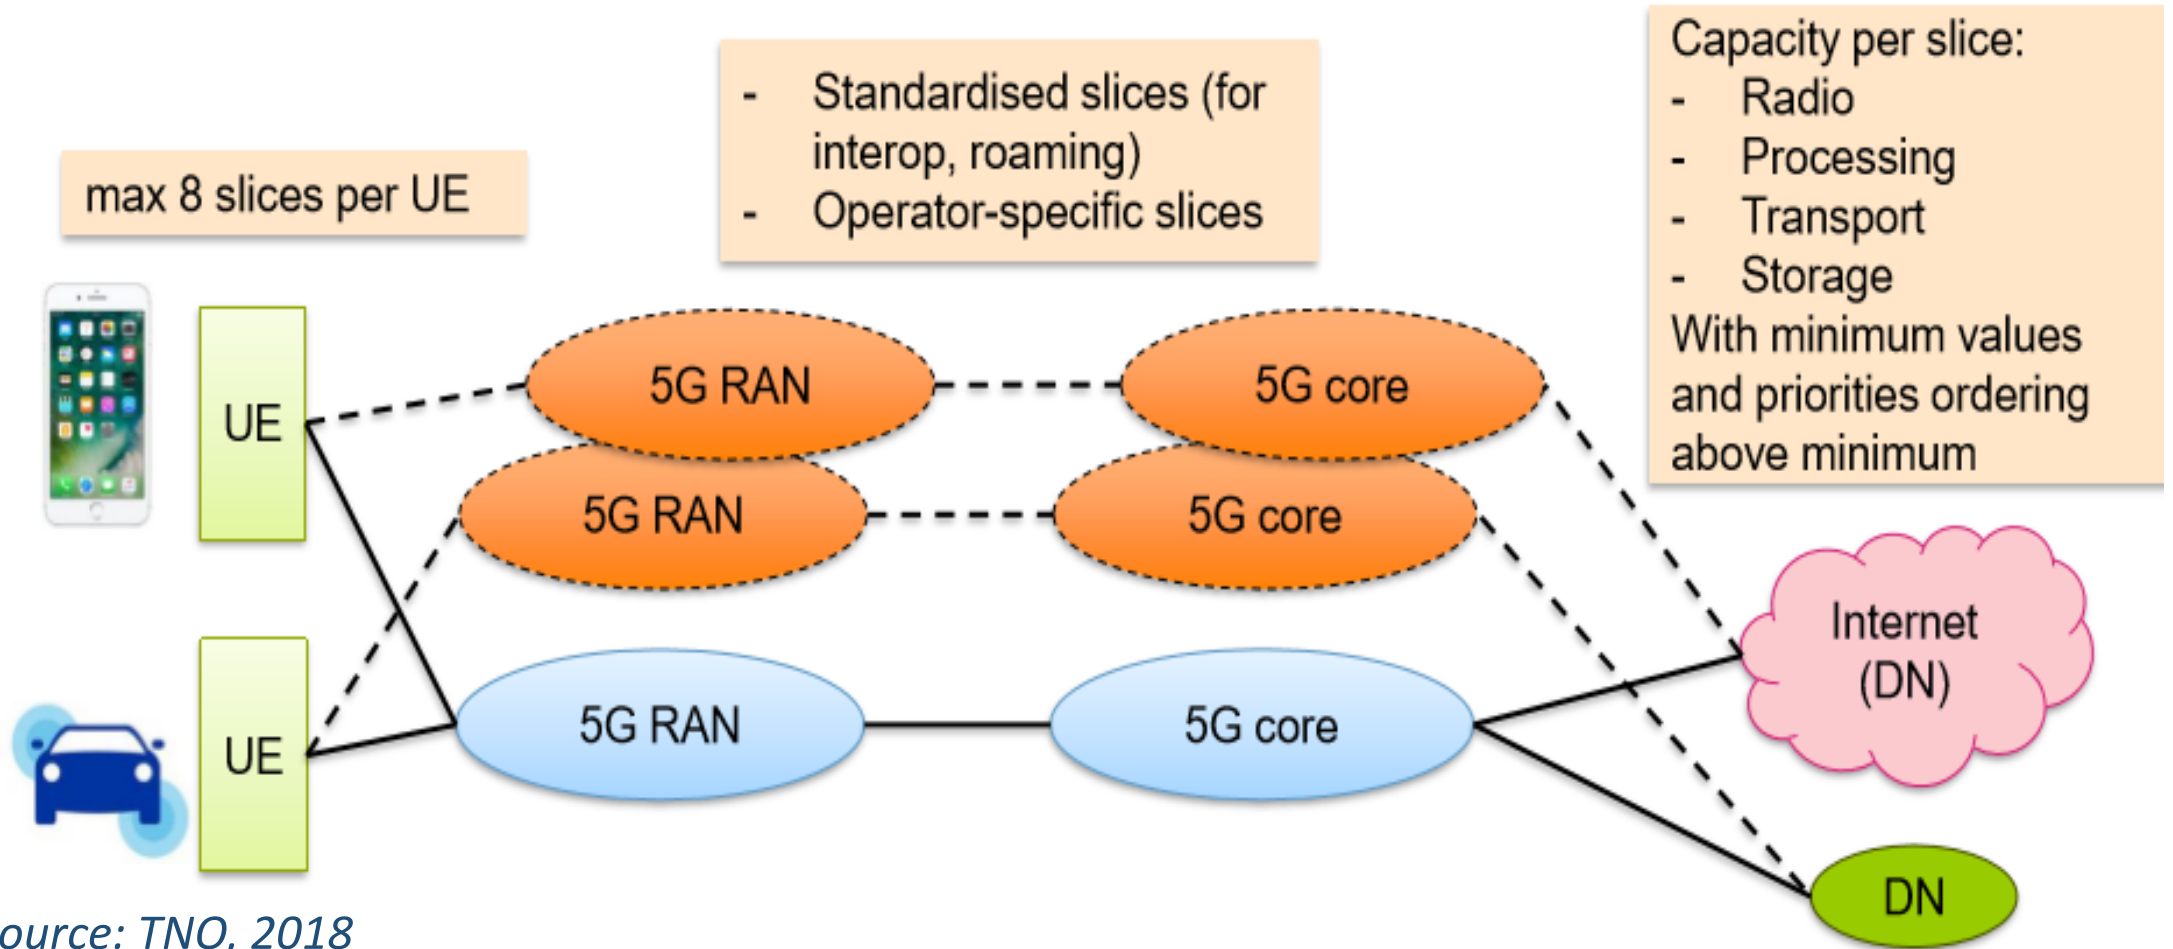 max 8 slices per UE
- Standardised slices (for
interop, roaming)
- Operator-specific slices
Capacity per slice:
- Radio
- Processing
- Transport
- Storage
With minimum values
and priorities ordering
above minimum
UE
5G RAN
5G core
5G RAN
5G core
UE
5G RAN
5G core
Internet
(DN)
DN
ource: TNO, 2018